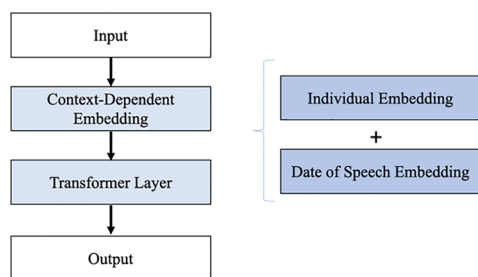 Input
Context-Dependent
Embedding
Transformer Layer
Output
Individual Embedding
+
Date of Speech Embedding